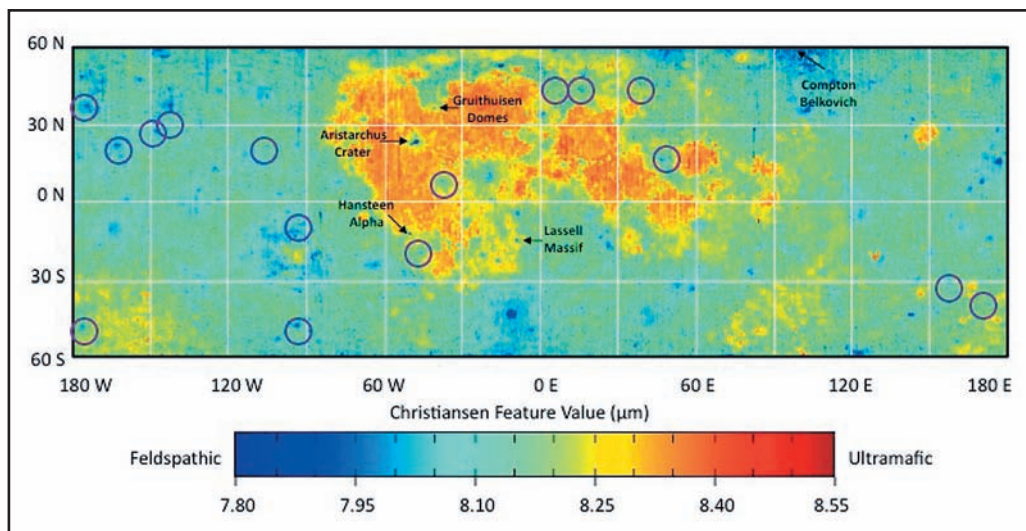 60 N
30 N
0 N
30 S
60 S
Gruithuisen
Domes
Aristarchus
Crater
Hansteen
Alpha
Lassell
Massif
Compton
Belkovich
180 W
120 W
60 W
0 E
60 E
120 E
180 E
Christiansen Feature Value (μm)
Feldspathic
Ultramafic
7.80
7.95
8.10
8.25
8.40
8.55